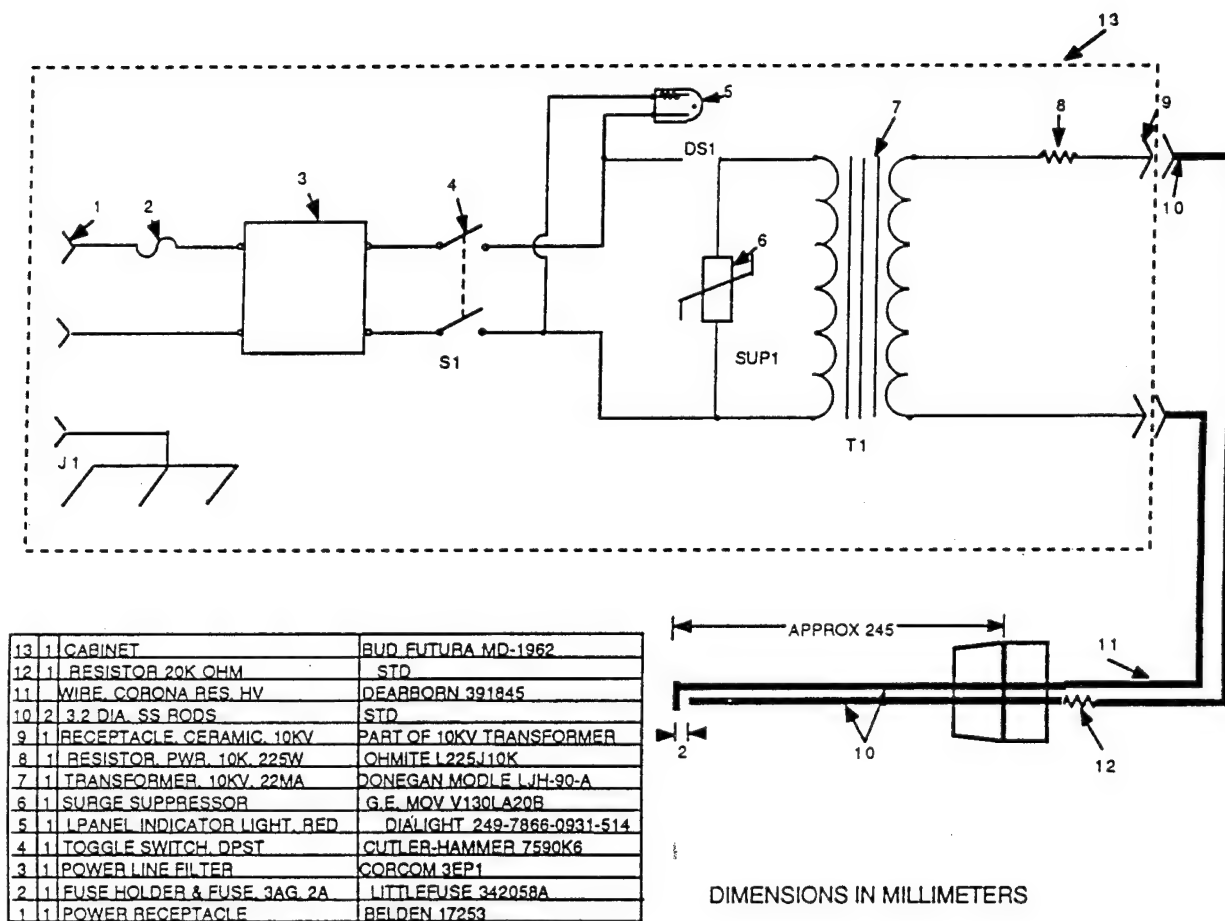 13
5
7
8
9
DS1
10
1
2
3
4
6
S1
SUP1
J1
T1
13 1 CABINET BUD FUTURA MD-1962
12 1 RESISTOR 20K OHM STD
11 WIRE, CORONA RES, HV DEARBORN 391845
10 2 3.2 DIA. SS RODS STD
9 1 RECEPTACLE, CERAMIC, 10KV PART OF 10KV TRANSFORMER
8 1 RESISTOR, PWR, 10K, 225W OHMITE L225J10K
7 1 TRANSFORMER, 10KV, 22MA DONEGAN MODLE LJH-90-A
6 1 SURGE SUPPRESSOR G.E. MOV V130LA20B
5 1 LPANEL INDICATOR LIGHT, RED DIALIGHT 249-7866-0931-514
4 1 TOGGLE SWITCH, DPST CUTLER-HAMMER 7590K6
3 1 POWER LINE FILTER CORCOM 3EP1
2 1 FUSE HOLDER & FUSE, 3AG, 2A LITTLEFUSE 342058A
1 1 POWER RECEPTACLE BELDEN 17253
APPROX 245
11
2
10
12
DIMENSIONS IN MILLIMETERS